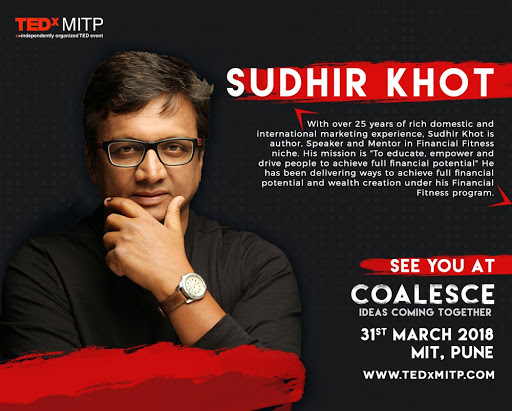 TEDxMITP
x=independently organized TED event
SUDHIR KHOT
With over 25 years of rich domestic and
international marketing experience, Sudhir Khot is
author, Speaker and Mentor in Financial Fitness
niche. His mission is "To educate, empower and
drive people to achieve full financial potential" He
has been delivering ways to achieve full financial
potential and wealth creation under his Financial
Fitness program.
SEE YOU AT
COALESCE
IDEAS COMING TOGETHER
31ST MARCH 2018
MIT, PUNE
WWW.TEDxMITP.COM